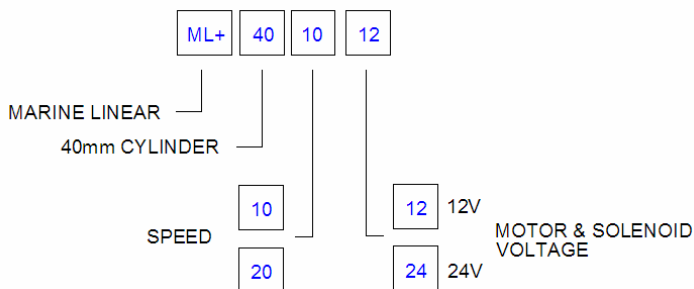 ML+ 40 10 12
MARINE LINEAR
40mm CYLINDER
10 12 12V
SPEED MOTOR & SOLENOID
VOLTAGE
20 24 24V